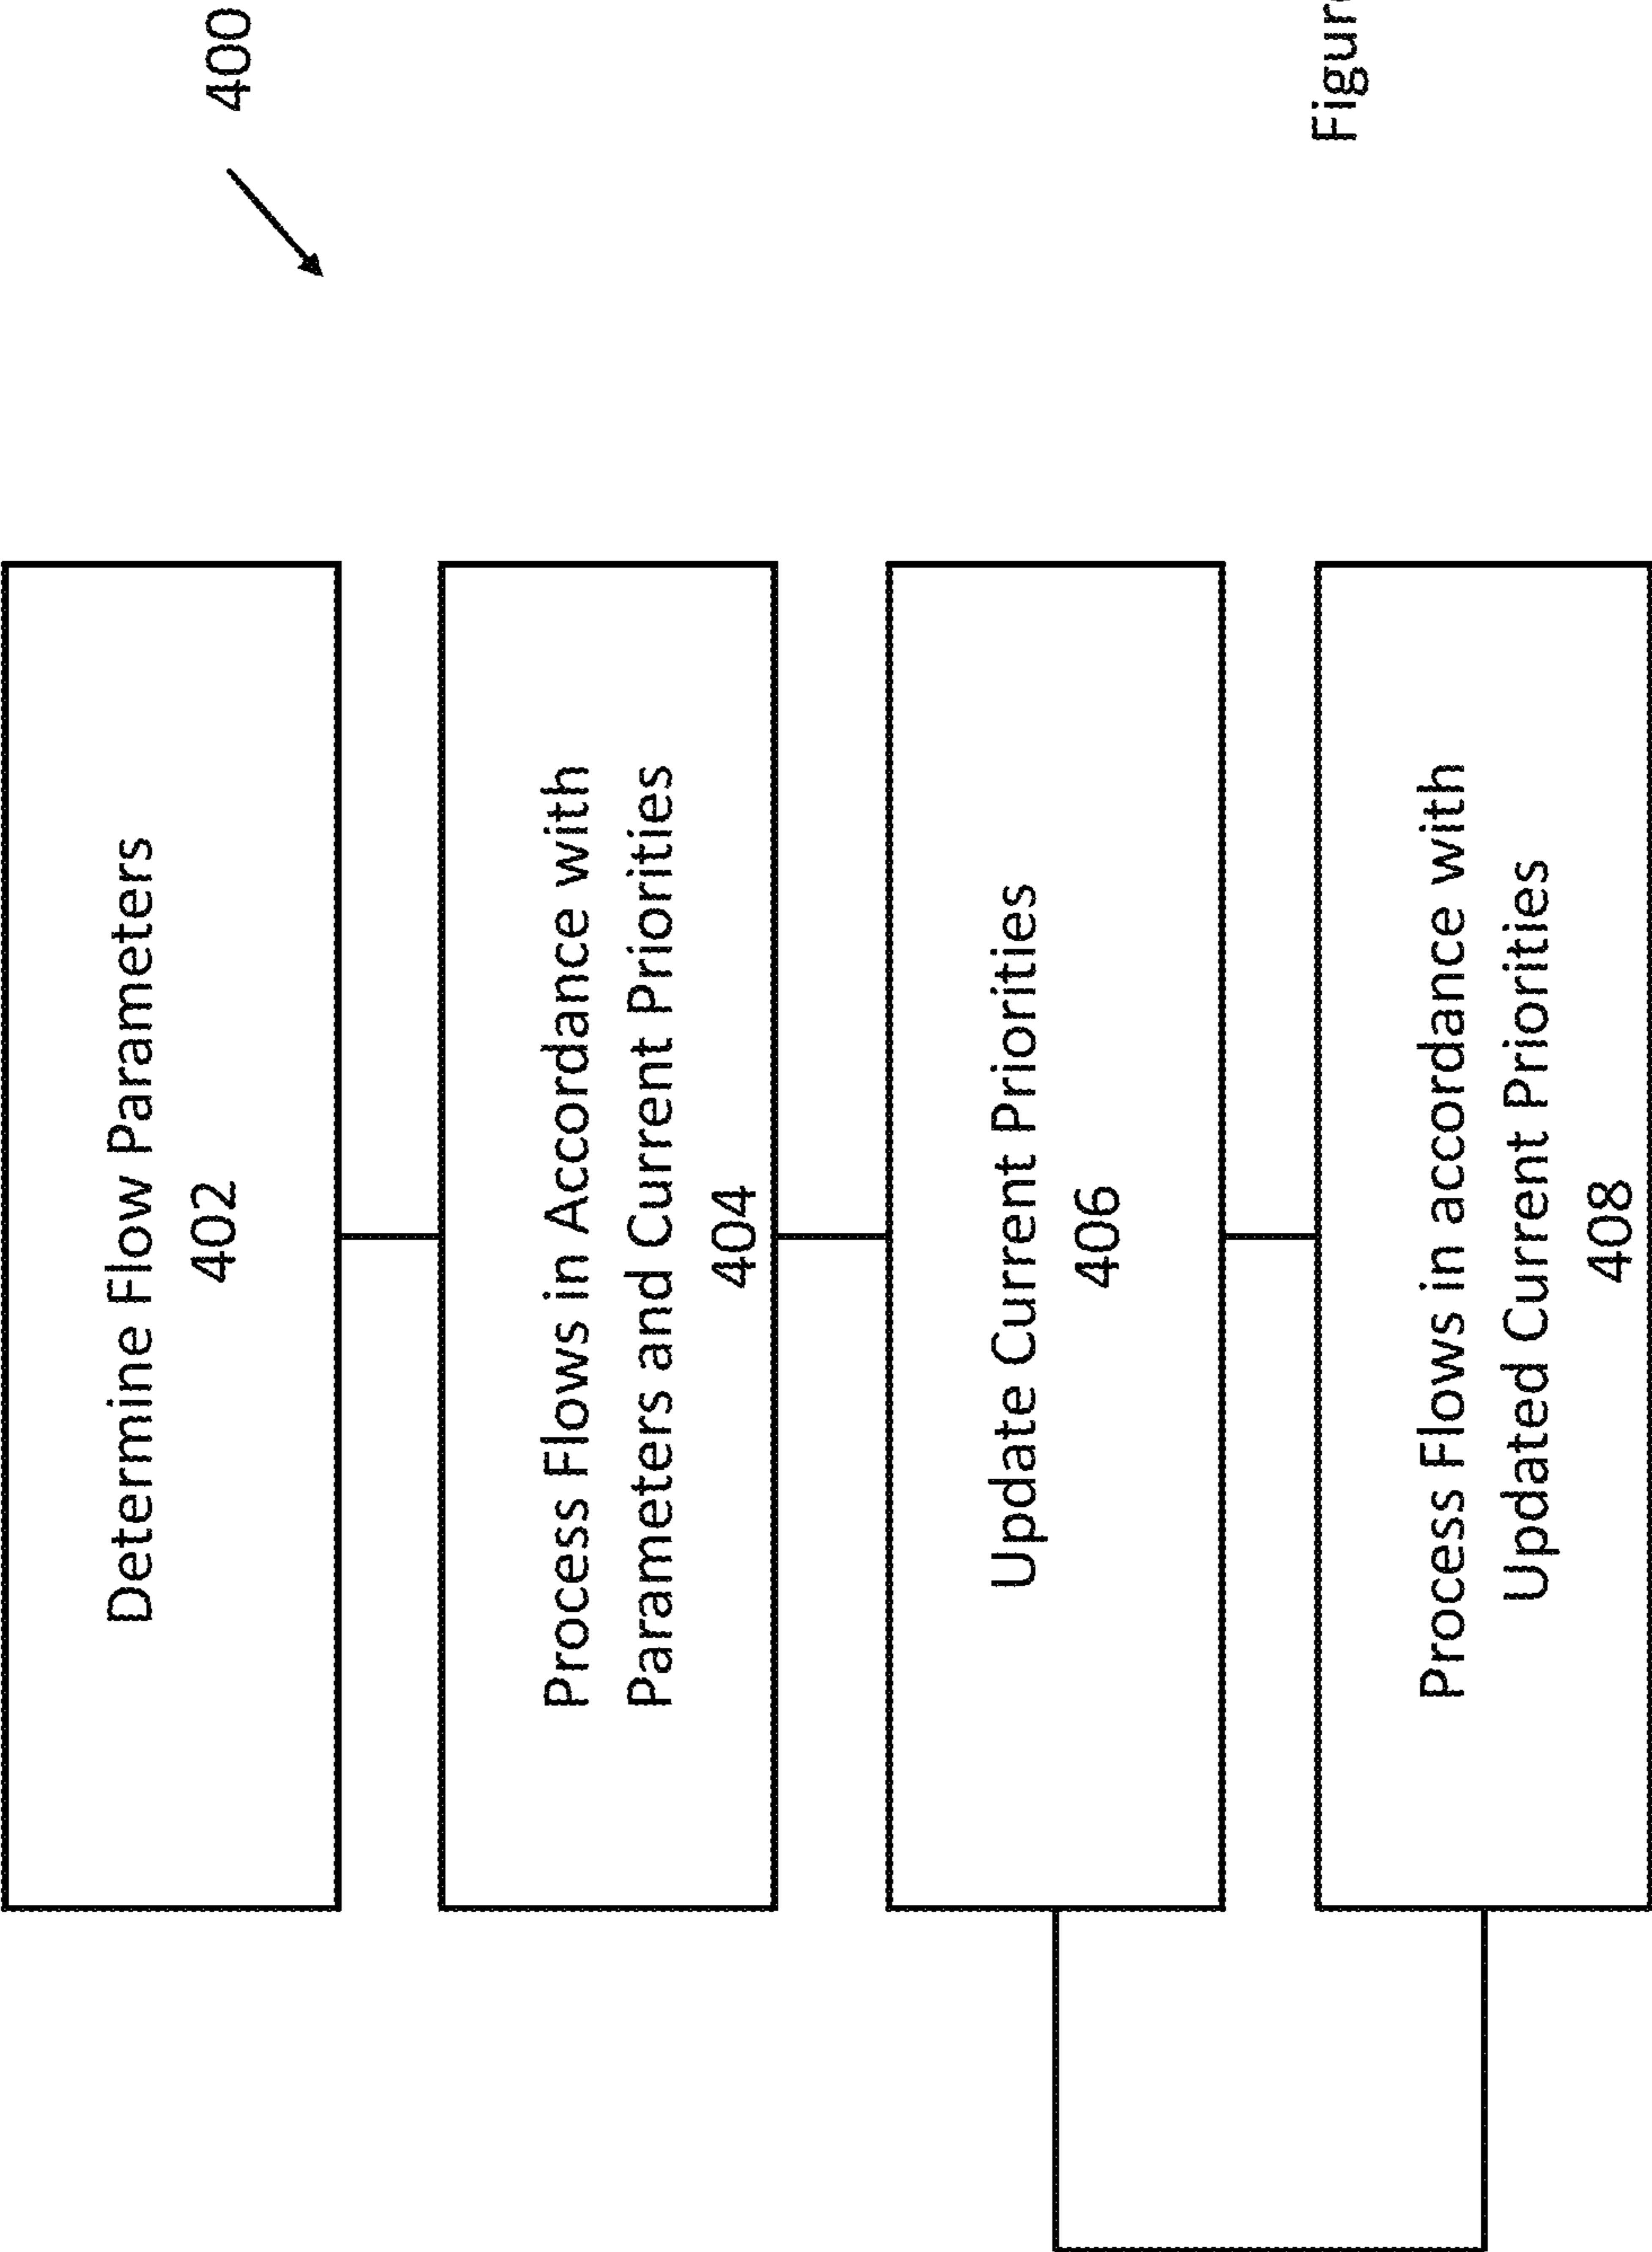 400
Determine Flow Parameters
402
Process Flows in Accordance with
Parameters and Current Priorities
404
Update Current Priorities
406
Process Flows in accordance with
Updated Current Priorities
408